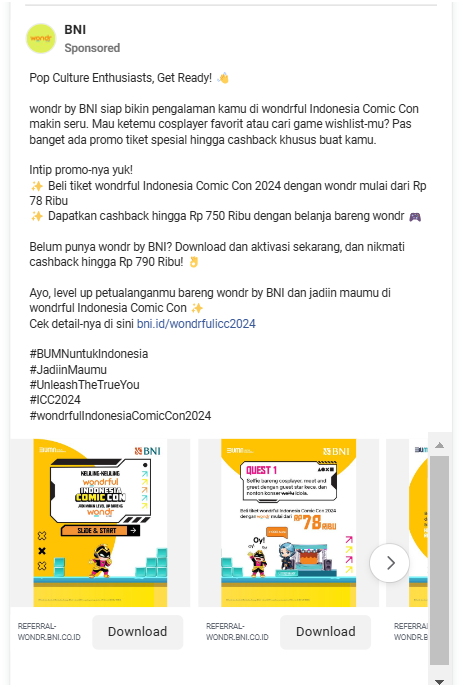 BNI
wondr
Sponsored
Pop Culture Enthusiasts, Get Ready! 👋
wondr by BNI siap bikin pengalaman kamu di wondrful Indonesia Comic Con
makin seru. Mau ketemu cosplayer favorit atau cari game wishlist-mu? Pas
banget ada promo tiket spesial hingga cashback khusus buat kamu.
Intip promo-nya yuk!
✨ Beli tiket wondrful Indonesia Comic Con 2024 dengan wondr mulai dari Rp
78 Ribu
✨ Dapatkan cashback hingga Rp 750 Ribu dengan belanja bareng wondr 🎮
Belum punya wondr by BNI? Download dan aktivasi sekarang, dan nikmati
cashback hingga Rp 790 Ribu! 👌
Ayo, level up petualanganmu bareng wondr by BNI dan jadiin maumu di
wondrful Indonesia Comic Con ✨
Cek detail-nya di sini bni.id/wondrfulicc2024
#BUMNuntukIndonesia
#JadiinMaumu
#UnleashTheTrueYou
#ICC2024
#wondrfulIndonesiaComicCon2024
BUMN
BNI
KELILING-KELILING
wondrful
INDONESIA
COMIC CON
wondr
SLIDE & START
REFERRAL-
WONDR.BNI.CO.ID
Download
BUMN
BNI
QUEST 1
Selfie bareng cosplayer, meet and
greet dengan guest star kece, dan
nonton konser waifu idola.
Beli tiket wondrful Indonesia Comic Con 2024
dengan wondr mulai dari
RP 78 RIBU
Oy!
oy
REFERRAL-
WONDR.BNI.CO.ID
Download
BUMN
REFERRAL-
WONDR.B